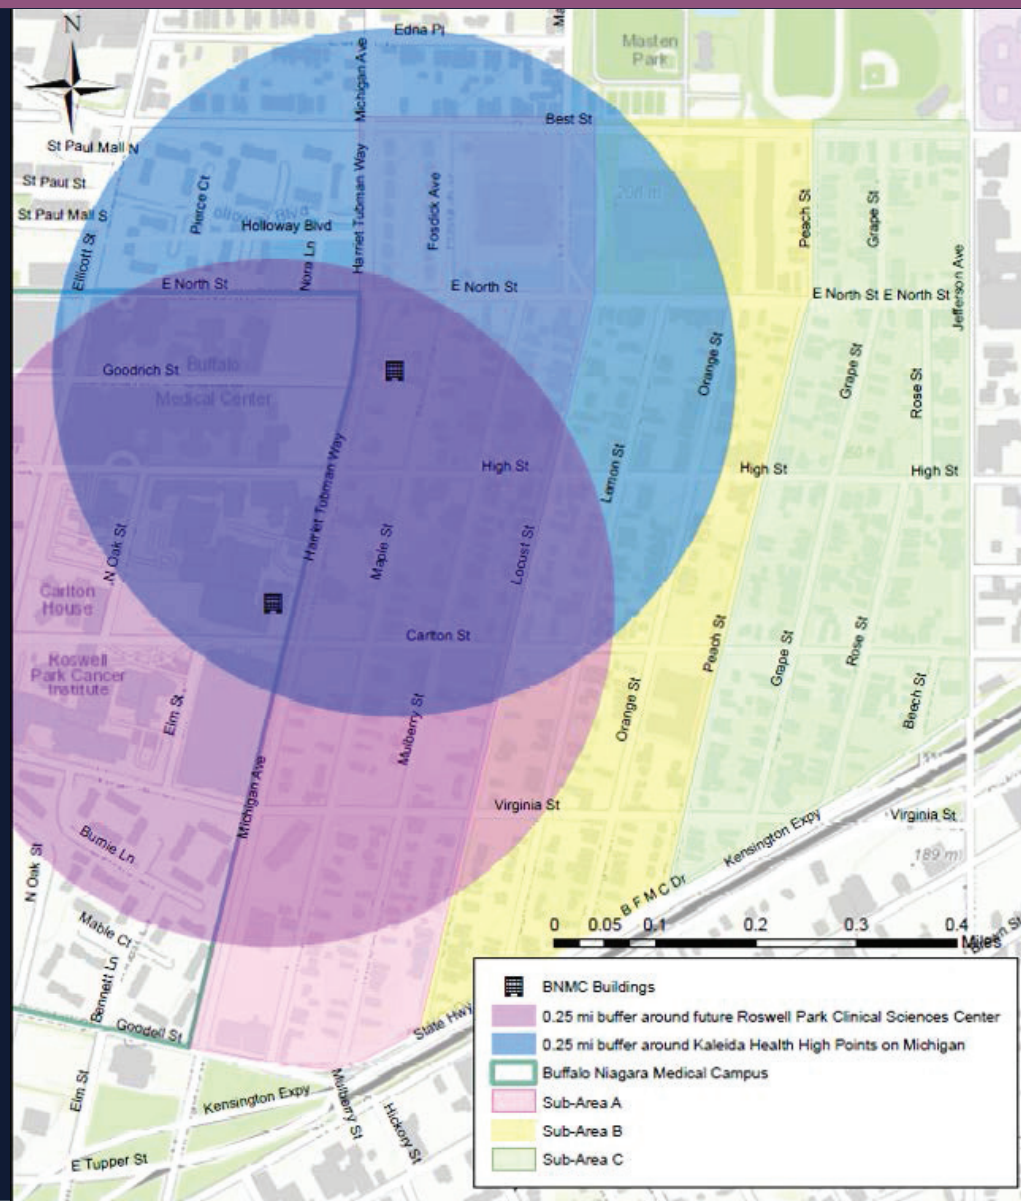 N
Edna Pl
Ma
Masten
Park
Michigan Ave
Best St
St Paul Mall N
St Paul St
St Paul Mall S
Pierce Ct
Holloway Blvd
Harriet Tubman Way
Fosdick Ave
Peach St
Grape St
Ellicott St
Nora Ln
E North St
E North St
E North St
E North St
Jefferson Ave
Goodrich St
Buffalo
Medical Center
Orange St
Grape St
Rose St
High St
High St
High St
Lemon St
Harriet Tubman Way
N Oak St
Maple St
Locust St
Carlton
House
Carlton St
Roswell
Park Cancer
Institute
Peach St
Grape St
Rose St
Elm St
Mulberry St
Orange St
Beech St
Michigan Ave
Virginia St
Virginia St
Kensington Expy
189 m
Burnie Ln
N Oak St
B F M C Dr
Mable Ct
Bennett Ln
0 0.05 0.1 0.2 0.3 0.4
Miles
Goodell St
State Hwy
Elm St
Kensington Expy
Mulberry St
Hickory St
E Tupper St
BNMC Buildings
0.25 mi buffer around future Roswell Park Clinical Sciences Center
0.25 mi buffer around Kaleida Health High Points on Michigan
Buffalo Niagara Medical Campus
Sub-Area A
Sub-Area B
Sub-Area C